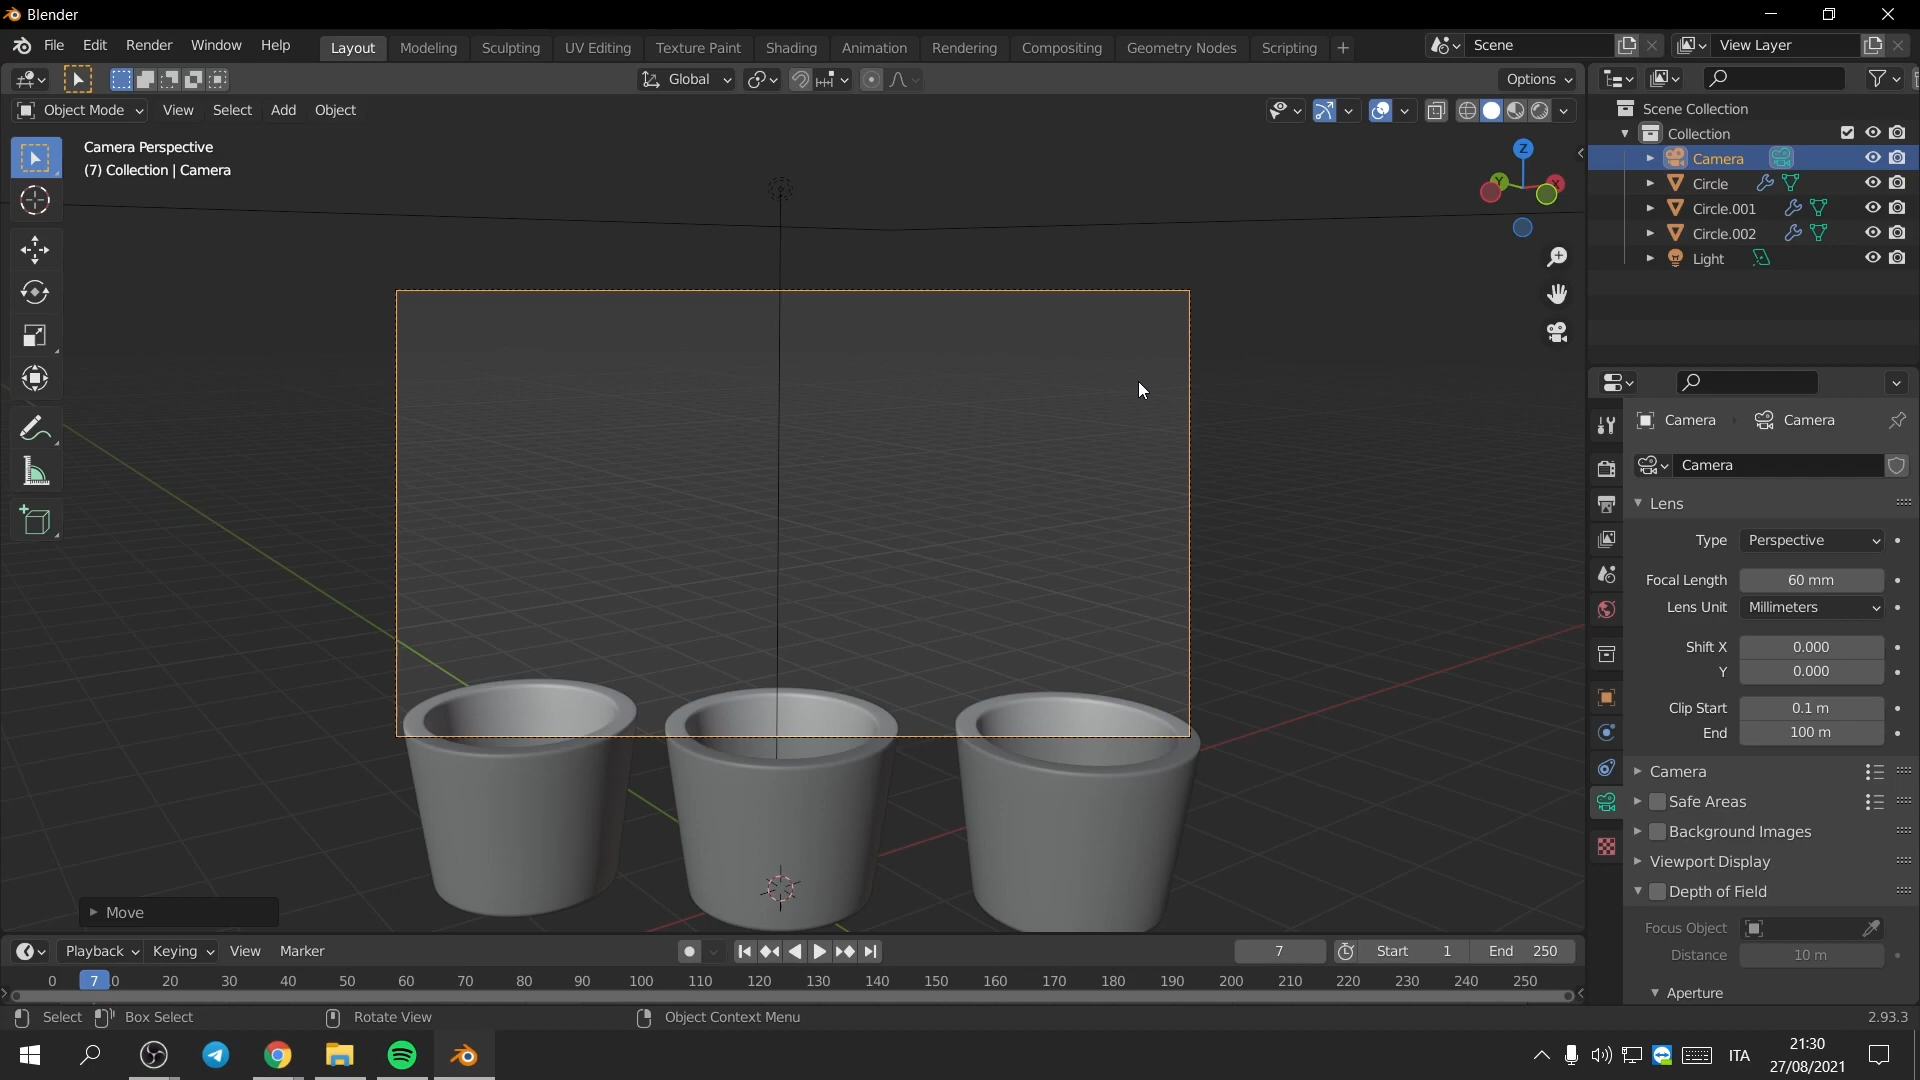 Blender
File Edit Render Window Help
Layout Modeling Sculpting UV Editing Texture Paint Shading Animation Rendering Compositing Geometry Nodes Scripting +
Scene
View Layer
Global
Options
Object Mode View Select Add Object
Camera Perspective
(7) Collection | Camera
Z
Y
X
Scene Collection
Collection
Camera
Circle
Circle.001
Circle.002
Light
Camera Camera
Camera
Lens
Type Perspective
Focal Length 60 mm
Lens Unit Millimeters
Shift X 0.000
Y 0.000
Clip Start 0.1 m
End 100 m
Camera
Safe Areas
Background Images
Viewport Display
Depth of Field
Focus Object
Distance 10 m
Aperture
Move
Playback Keying View Marker
7 Start 1 End 250
0 7 0 20 30 40 50 60 70 80 90 100 110 120 130 140 150 160 170 180 190 200 210 220 230 240 250
Select Box Select Rotate View Object Context Menu 2.93.3
ITA
21:30
27/08/2021